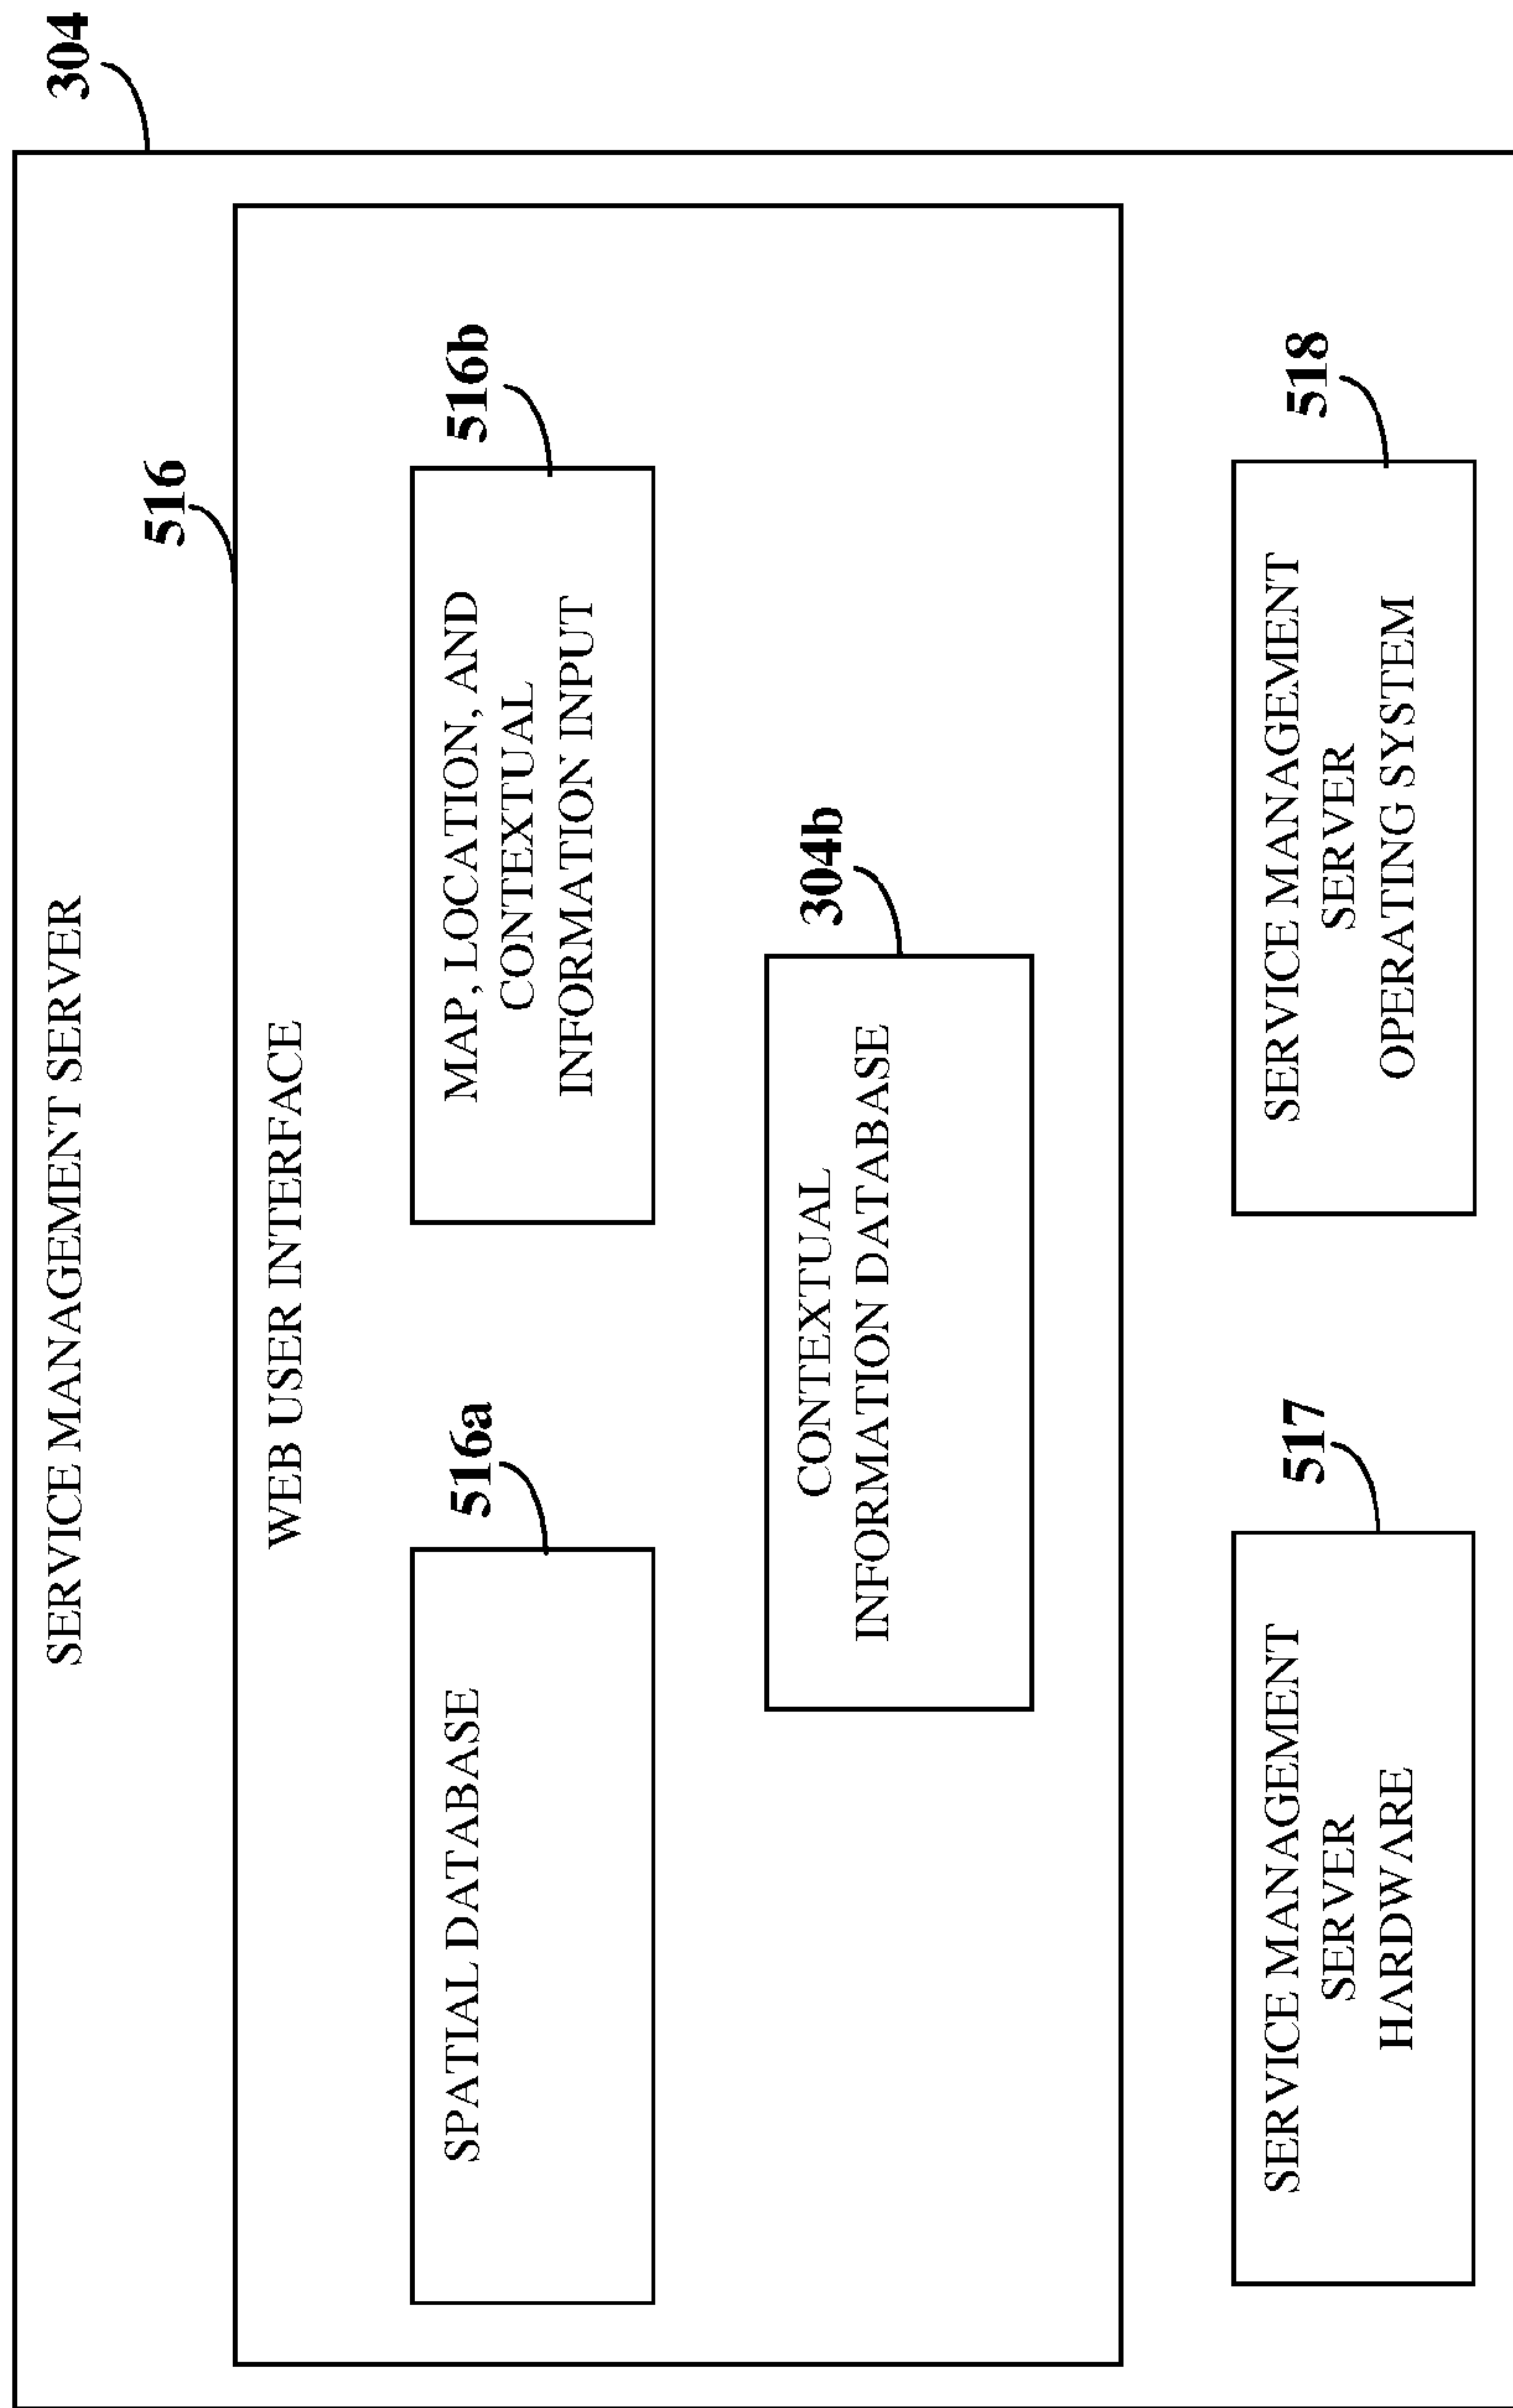 304
SERVICE MANAGEMENT SERVER
516
WEB USER INTERFACE
516a
SPATIAL DATABASE
516b
MAP, LOCATION, AND
CONTEXTUAL
INFORMATION INPUT
304b
CONTEXTUAL
INFORMATION DATABASE
517
SERVICE MANAGEMENT
SERVER
HARDWARE
518
SERVICE MANAGEMENT
SERVER
OPERATING SYSTEM